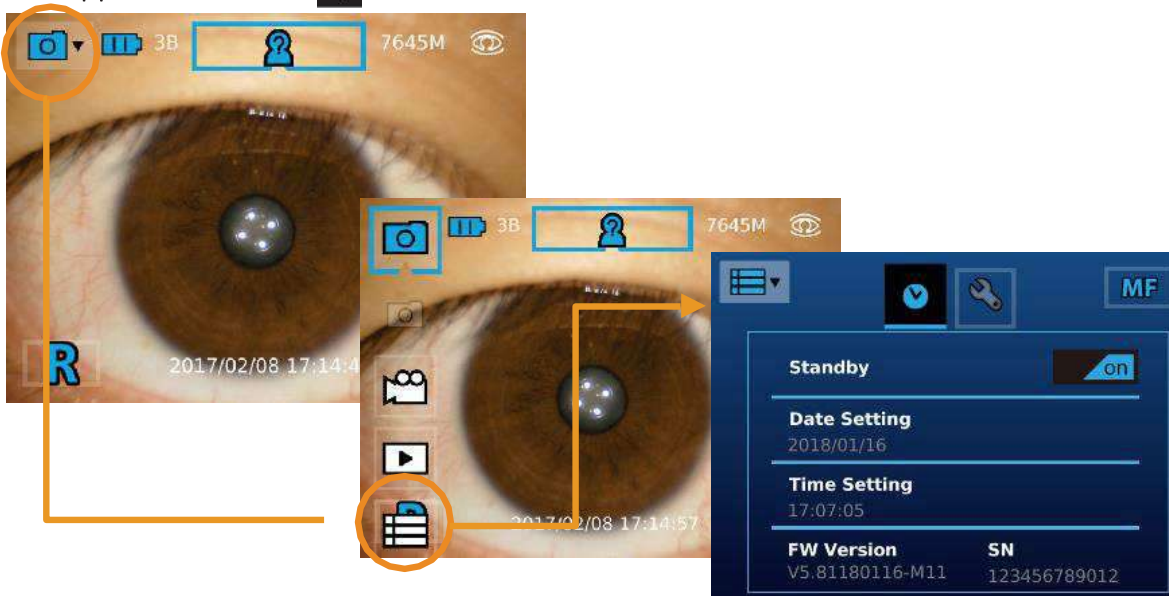 3B
7645M
R
2017/02/08 17:14:4
3B
7645M
2017/02/08 17:14:57
MF
Standby
on
Date Setting
2018/01/16
Time Setting
17:07:05
FW Version SN
V5.81180116-M11 123456789012